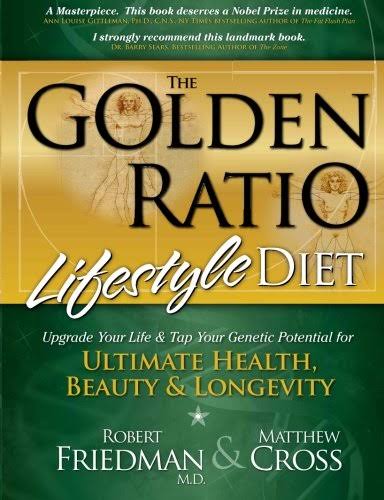 A Masterpiece. This book deserves a Nobel Prize in medicine.
ANN LOUISE GITTLEMAN, PH.D., C.N.S., NY TIMES BESTSELLING AUTHOR OF The Fat Flush Plan
I strongly recommend this landmark book.
DR. BARRY SEARS, BESTSELLING AUTHOR OF The Zone
THE
GOLDEN
RATIO
Lifestyle DIET
Upgrade Your Life & Tap Your Genetic Potential for
ULTIMATE HEALTH,
BEAUTY & LONGEVITY
ROBERT
FRIEDMAN
M.D.
&
MATTHEW
CROSS